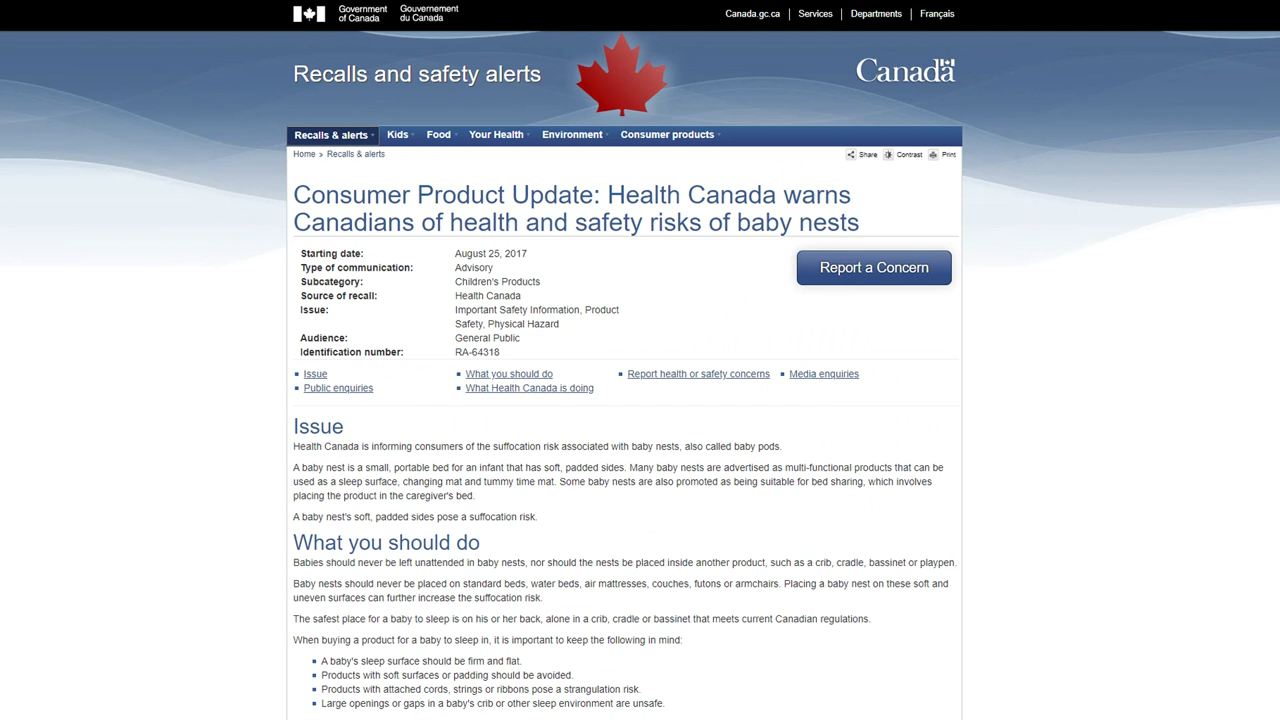 Government of Canada
Gouvernement du Canada
Canada.gc.ca | Services | Departments | Français
Recalls and safety alerts
Canada
Recalls & alerts Kids Food Your Health Environment Consumer products
Home » Recalls & alerts
Share Contrast Print
Consumer Product Update: Health Canada warns
Canadians of health and safety risks of baby nests
Starting date: August 25, 2017
Type of communication: Advisory
Subcategory: Children's Products
Source of recall: Health Canada
Issue: Important Safety Information, Product
Safety, Physical Hazard
Audience: General Public
Identification number: RA-64318
Report a Concern
Issue What you should do Report health or safety concerns Media enquiries
Public enquiries What Health Canada is doing
Issue
Health Canada is informing consumers of the suffocation risk associated with baby nests, also called baby pods.
A baby nest is a small, portable bed for an infant that has soft, padded sides. Many baby nests are advertised as multi-functional products that can be
used as a sleep surface, changing mat and tummy time mat. Some baby nests are also promoted as being suitable for bed sharing, which involves
placing the product in the caregiver's bed.
A baby nest's soft, padded sides pose a suffocation risk.
What you should do
Babies should never be left unattended in baby nests, nor should the nests be placed inside another product, such as a crib, cradle, bassinet or playpen.
Baby nests should never be placed on standard beds, water beds, air mattresses, couches, futons or armchairs. Placing a baby nest on these soft and
uneven surfaces can further increase the suffocation risk.
The safest place for a baby to sleep is on his or her back, alone in a crib, cradle or bassinet that meets current Canadian regulations.
When buying a product for a baby to sleep in, it is important to keep the following in mind:
A baby's sleep surface should be firm and flat.
Products with soft surfaces or padding should be avoided.
Products with attached cords, strings or ribbons pose a strangulation risk.
Large openings or gaps in a baby's crib or other sleep environment are unsafe.